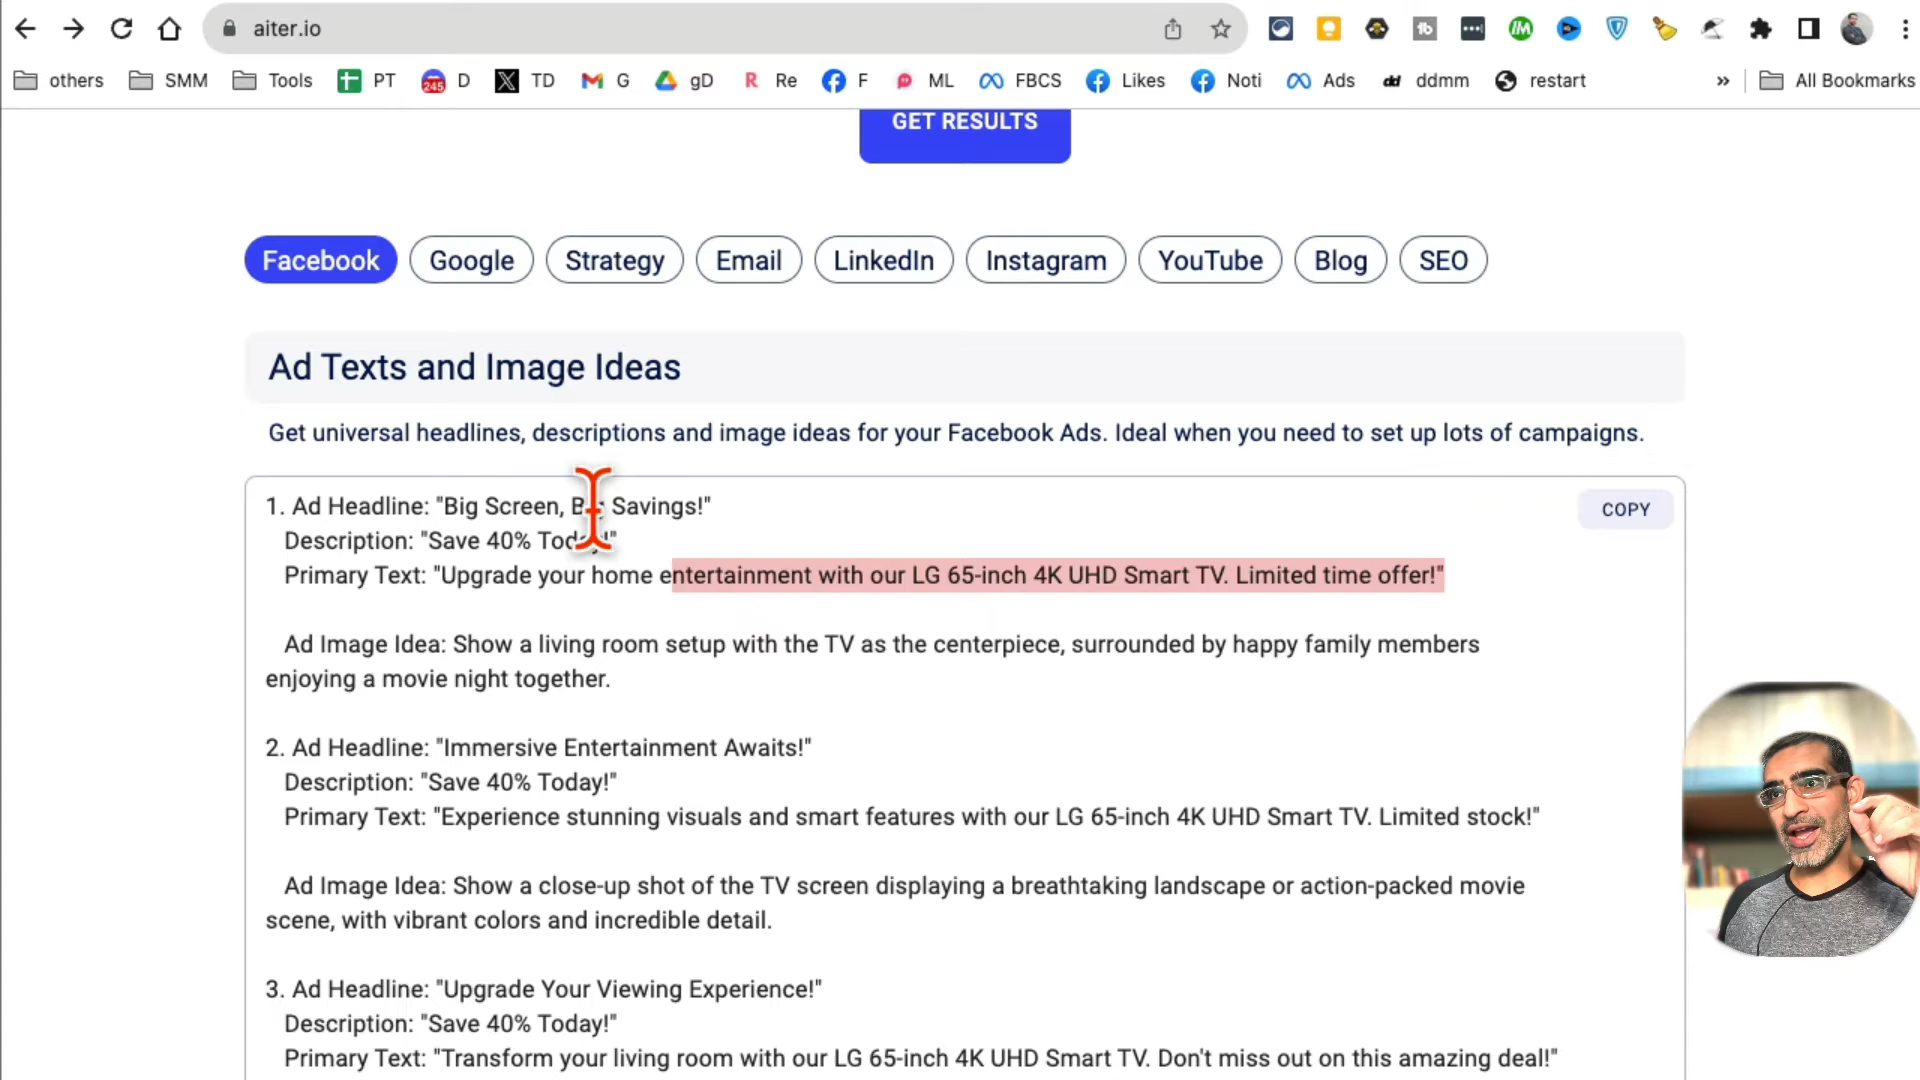 aiter.io
others SMM Tools PT 245 D TD G gD R Re F ML FBCS Likes Noti Ads dd ddmm restart » All Bookmarks
GET RESULTS
Facebook Google Strategy Email LinkedIn Instagram YouTube Blog SEO
Ad Texts and Image Ideas
Get universal headlines, descriptions and image ideas for your Facebook Ads. Ideal when you need to set up lots of campaigns.
COPY
1. Ad Headline: "Big Screen, Big Savings!"
Description: "Save 40% Today!"
Primary Text: "Upgrade your home entertainment with our LG 65-inch 4K UHD Smart TV. Limited time offer!"
Ad Image Idea: Show a living room setup with the TV as the centerpiece, surrounded by happy family members
enjoying a movie night together.
2. Ad Headline: "Immersive Entertainment Awaits!"
Description: "Save 40% Today!"
Primary Text: "Experience stunning visuals and smart features with our LG 65-inch 4K UHD Smart TV. Limited stock!"
Ad Image Idea: Show a close-up shot of the TV screen displaying a breathtaking landscape or action-packed movie
scene, with vibrant colors and incredible detail.
3. Ad Headline: "Upgrade Your Viewing Experience!"
Description: "Save 40% Today!"
Primary Text: "Transform your living room with our LG 65-inch 4K UHD Smart TV. Don't miss out on this amazing deal!"